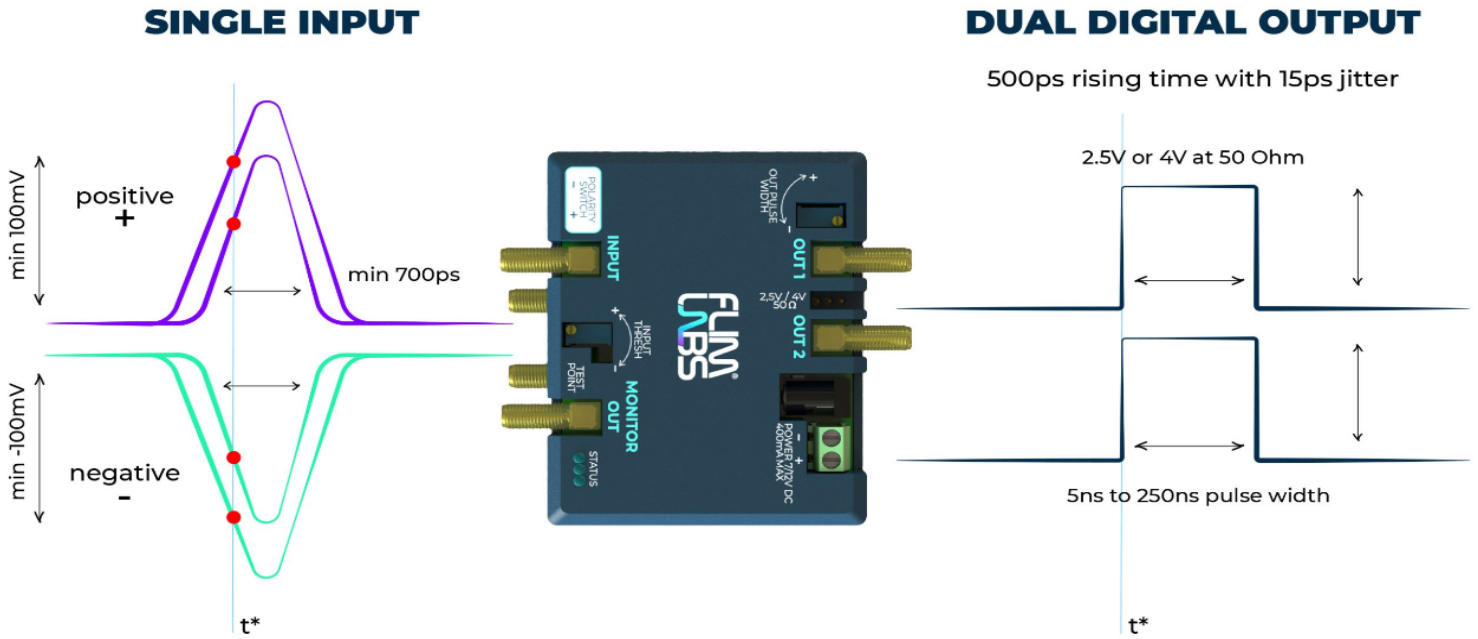 SINGLE INPUT
DUAL DIGITAL OUTPUT
500ps rising time with 15ps jitter
min 100mV
positive
+
min 700ps
min -100mV
negative
-
t*
POLARITY
SWITCH
- +
INPUT
+
INPUT
THRESH
-
TEST
POINT
MONITOR
OUT
STATUS
FLIM
LABS®
+
OUT PULSE
WIDTH
-
OUT 1
2,5V / 4V
50 Ω
OUT 2
- +
POWER 7/12V DC
400mA MAX
2.5V or 4V at 50 Ohm
5ns to 250ns pulse width
t*